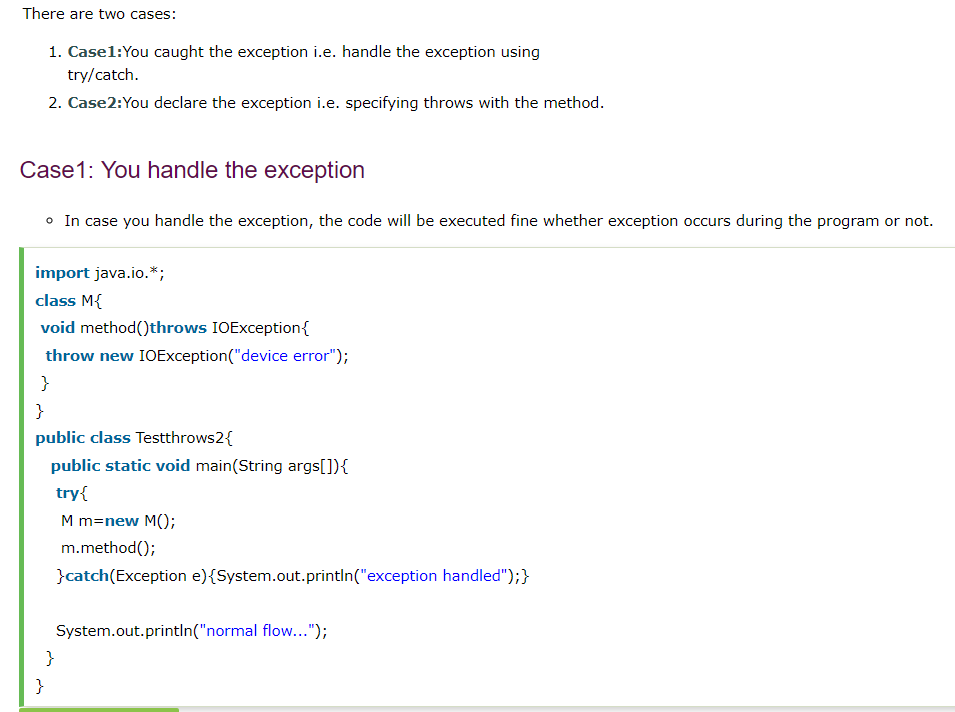 There are two cases:
1. Case1:You caught the exception i.e. handle the exception using
try/catch.
2. Case2:You declare the exception i.e. specifying throws with the method.
Case1: You handle the exception
In case you handle the exception, the code will be executed fine whether exception occurs during the program or not.
import java.io.*;
class M{
void method()throws IOException{
throw new IOException("device error");
}
}
public class Testthrows2{
public static void main(String args[]){
try{
M m=new M();
m.method();
}catch(Exception e){System.out.println("exception handled");}
System.out.println("normal flow...");
}
}